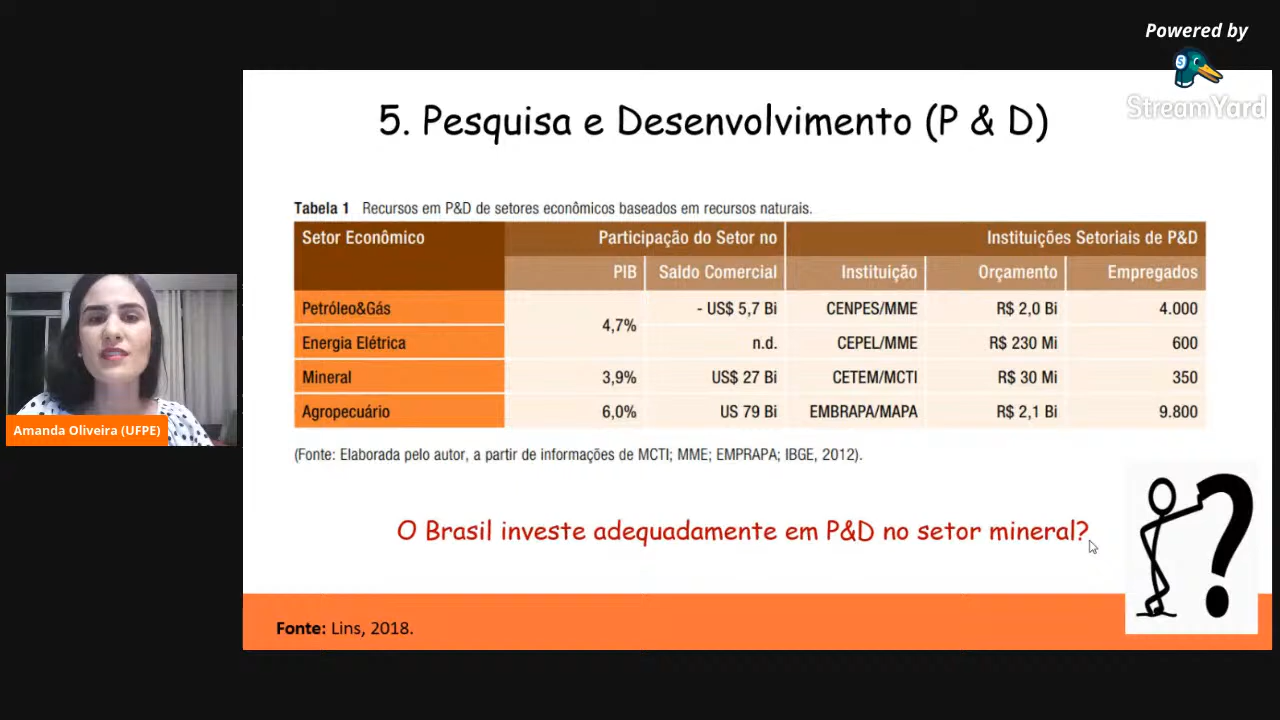 Powered by
StreamYard
5. Pesquisa e Desenvolvimento (P & D)
Tabela 1 Recursos em P&D de setores econômicos baseados em recursos naturais.
Setor Econômico Participação do Setor no Instituições Setoriais de P&D
PIB Saldo Comercial Instituição Orçamento Empregados
Petróleo&Gás 4,7% - US$ 5,7 Bi CENPES/MME R$ 2,0 Bi 4.000
Energia Elétrica n.d. CEPEL/MME R$ 230 Mi 600
Mineral 3,9% US$ 27 Bi CETEM/MCTI R$ 30 Mi 350
Agropecuário 6,0% US 79 Bi EMBRAPA/MAPA R$ 2,1 Bi 9.800
(Fonte: Elaborada pelo autor, a partir de informações de MCTI; MME; EMPRAPA; IBGE, 2012).
O Brasil investe adequadamente em P&D no setor mineral?
Fonte: Lins, 2018.
Amanda Oliveira (UFPE)